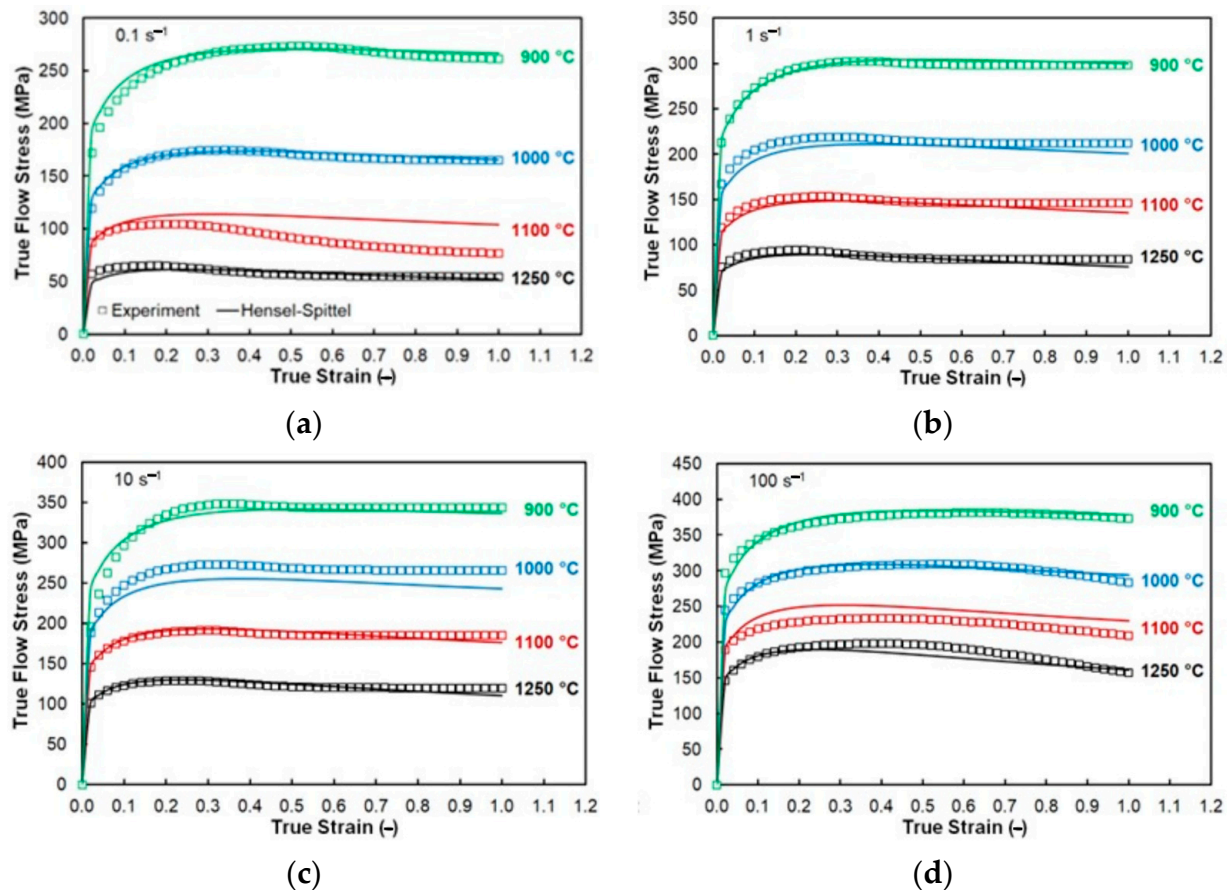 300
250
200
150
100
50
0
0.1 s⁻¹
900 °C
1000 °C
1100 °C
1250 °C
□ Experiment — Hensel-Spittel
0.0 0.1 0.2 0.3 0.4 0.5 0.6 0.7 0.8 0.9 1.0 1.1 1.2
True Strain (–)
True Flow Stress (MPa)
(a)
350
300
250
200
150
100
50
0
1 s⁻¹
900 °C
1000 °C
1100 °C
1250 °C
0.0 0.1 0.2 0.3 0.4 0.5 0.6 0.7 0.8 0.9 1.0 1.1 1.2
True Strain (–)
True Flow Stress (MPa)
(b)
400
350
300
250
200
150
100
50
0
10 s⁻¹
900 °C
1000 °C
1100 °C
1250 °C
0.0 0.1 0.2 0.3 0.4 0.5 0.6 0.7 0.8 0.9 1.0 1.1 1.2
True Strain (–)
True Flow Stress (MPa)
(c)
450
400
350
300
250
200
150
100
50
0
100 s⁻¹
900 °C
1000 °C
1100 °C
1250 °C
0.0 0.1 0.2 0.3 0.4 0.5 0.6 0.7 0.8 0.9 1.0 1.1 1.2
True Strain (–)
True Flow Stress (MPa)
(d)